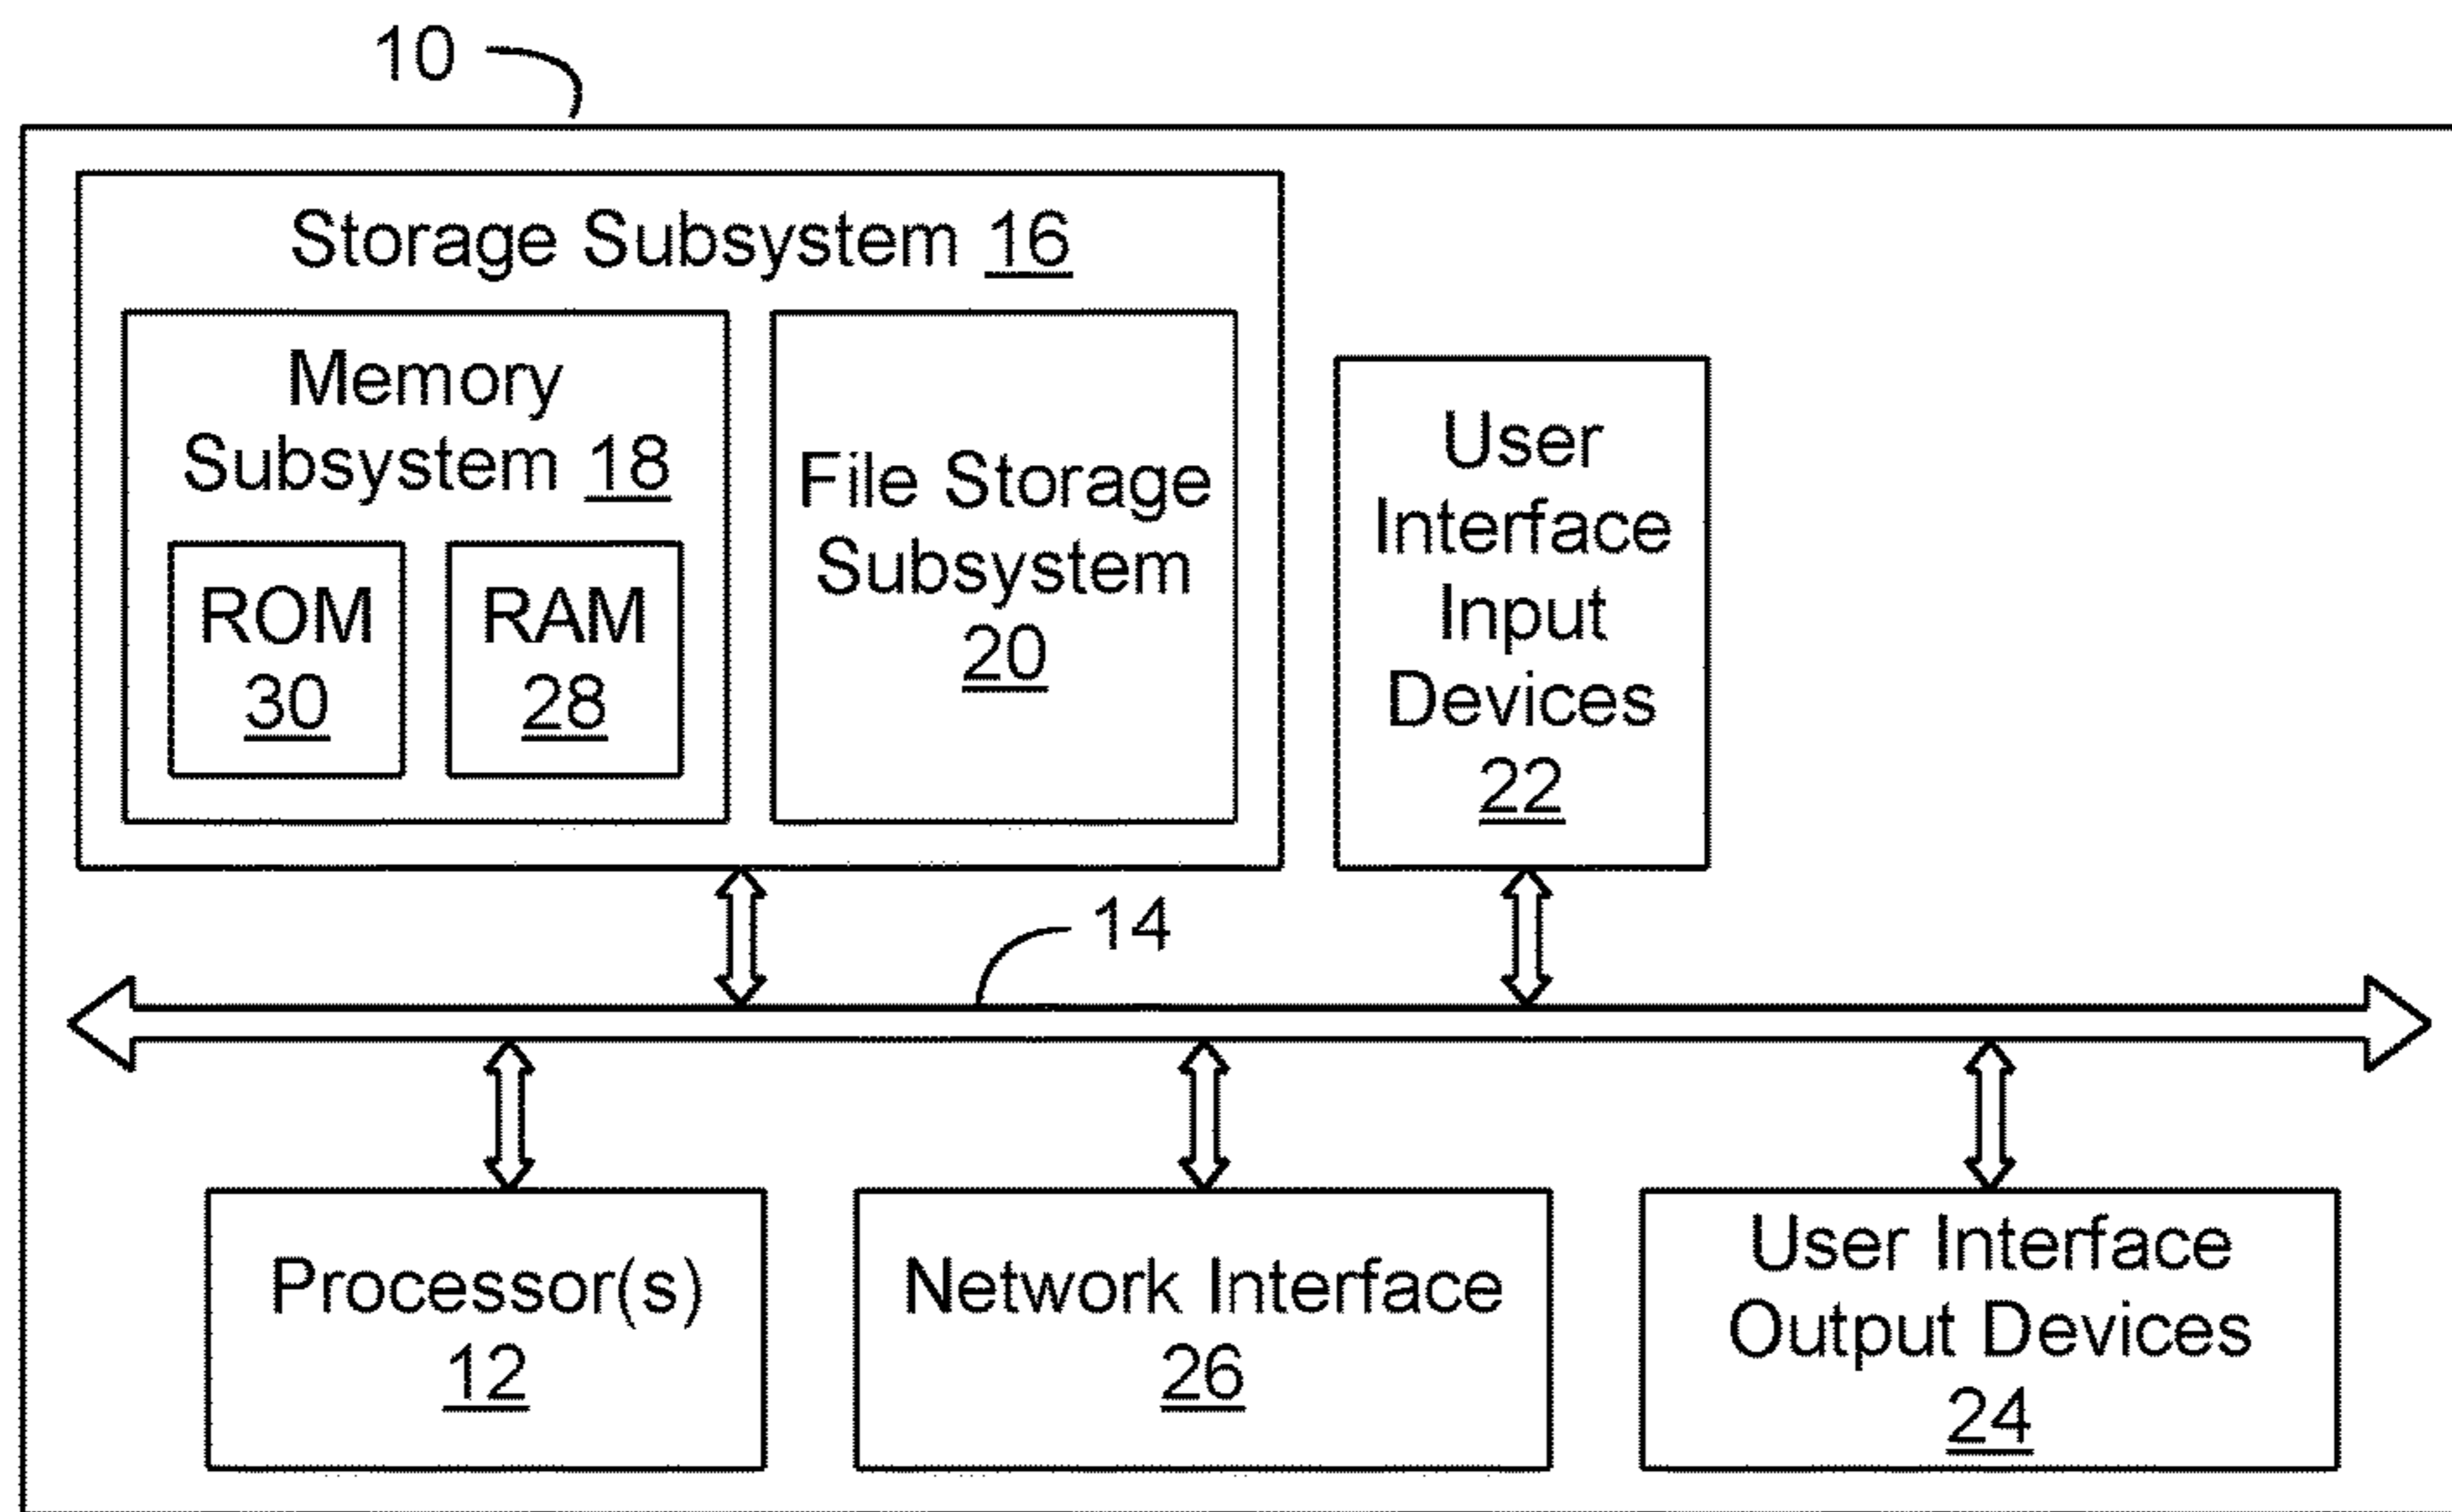 10
Storage Subsystem 16
Memory
Subsystem 18
ROM
30
RAM
28
File Storage
Subsystem
20
User
Interface
Input
Devices
22
14
Processor(s)
12
Network Interface
26
User Interface
Output Devices
24